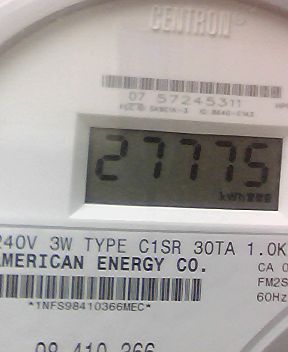 CENTRON®
07 57245311
27775
kWh
240V 3W TYPE C1SR 30TA 1.0K
AMERICAN ENERGY CO.
CA 0
FM2S
*1NFS98410366MEC*
60Hz
98 410 366